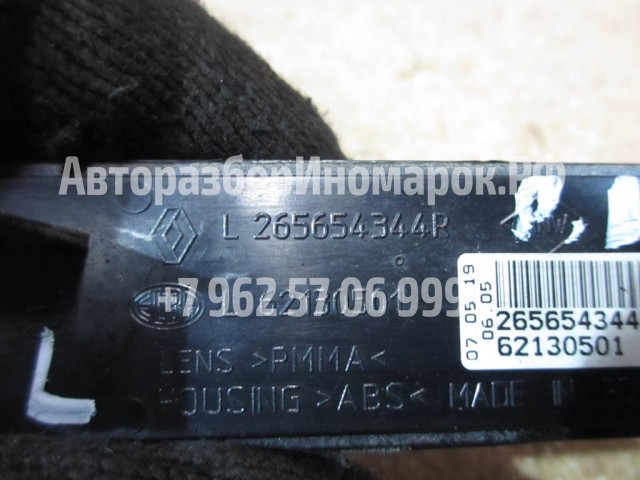 АвторазборИномарок.РФ
L 265654344R
+7 962 57 06 999
L 62130501
LENS >PMMA<
HOUSING >ABS< MADE IN
L
07 05 19
06.05
265654344
62130501